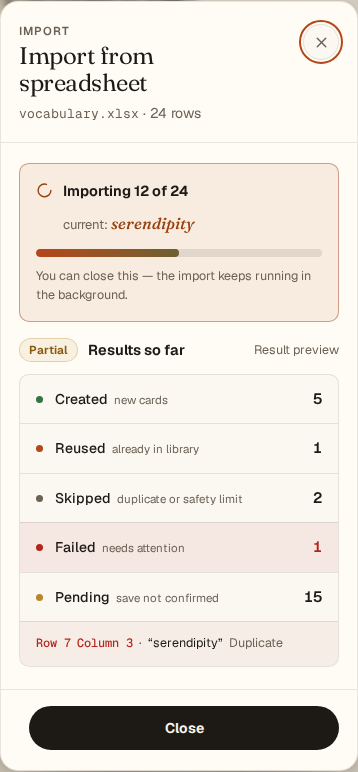 IMPORT
Import from
spreadsheet
vocabulary.xlsx · 24 rows
Importing 12 of 24
current: serendipity
You can close this — the import keeps running in
the background.
Partial Results so far Result preview
Created new cards 5
Reused already in library 1
Skipped duplicate or safety limit 2
Failed needs attention 1
Pending save not confirmed 15
Row 7 Column 3 · “serendipity” Duplicate
Close